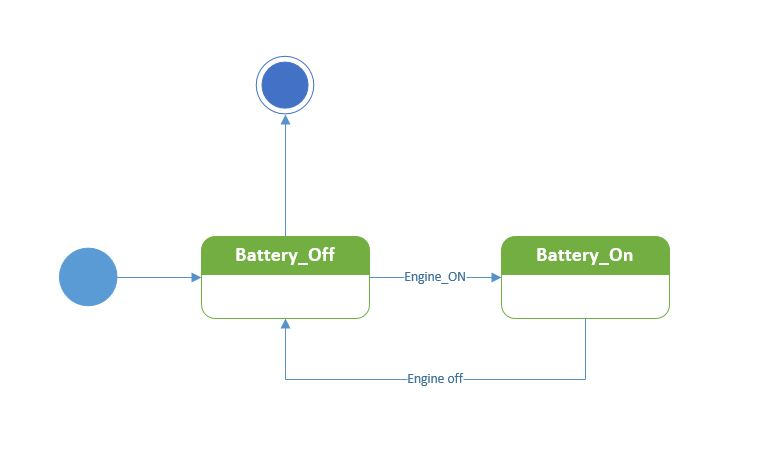 Battery_Off
Battery_On
Engine_ON
Engine off